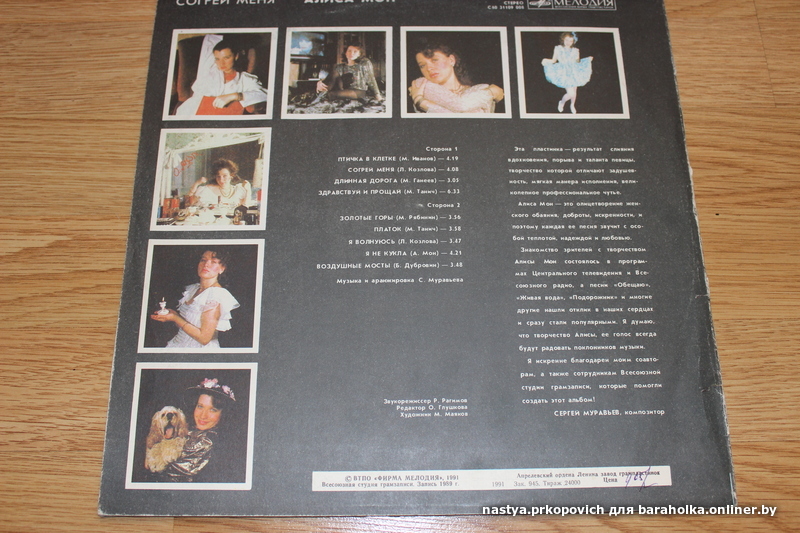 СОГРЕЙ МЕНЯ АЛИСА МОН
СТЕРЕО
С60 31109 005
МЕЛОДИЯ
Сторона 1
ПТИЧКА В КЛЕТКЕ (М. Иванов) — 4.19
СОГРЕЙ МЕНЯ (Л. Козлова) — 4.08
ДЛИННАЯ ДОРОГА (М. Ганеев) — 3.05
ЗДРАВСТВУЙ И ПРОЩАЙ (М. Танич) — 6.33
Сторона 2
ЗОЛОТЫЕ ГОРЫ (М. Рябинин) — 3.56
ПЛАТОК (М. Танич) — 3.58
Я ВОЛНУЮСЬ (Л. Козлова) — 3.47
Я НЕ КУКЛА (А. Мон) — 4.21
ВОЗДУШНЫЕ МОСТЫ (Б. Дубровин) — 3.48
Музыка и аранжировка С. Муравьева
Звукорежиссер Р. Рагимов
Редактор О. Глушкова
Художник М. Маяков
Эта пластинка — результат слияния
вдохновения, порыва и таланта певицы,
творчество которой отличают задушев-
ность, мягкая манера исполнения, вели-
колепное профессиональное чутье.
Алиса Мон — это олицетворение жен-
ского обаяния, доброты, искренности, и
поэтому каждая ее песня звучит с осо-
бой теплотой, надеждой и любовью.
Знакомство зрителей с творчеством
Алисы Мон состоялось в програм-
мах Центрального телевидения и Все-
союзного радио, а песни «Обещаю»,
«Живая вода», «Подорожник» и многие
другие нашли отклик в наших сердцах
и сразу стали популярными. Я думаю,
что творчество Алисы, ее голос всегда
будут радовать поклонников музыки.
Я искренне благодарен моим соавто-
рам, а также сотрудникам Всесоюзной
студии грамзаписи, которые помогли
создать этот альбом!
СЕРГЕЙ МУРАВЬЕВ, композитор
© ВТПО «ФИРМА МЕЛОДИЯ», 1991
Всесоюзная студия грамзаписи. Запись 1989 г.
Апрелевский ордена Ленина завод грампластинок
1991 Зак. 945. Тираж 24000 Цена
nastya.prkopovich для baraholka.onliner.by